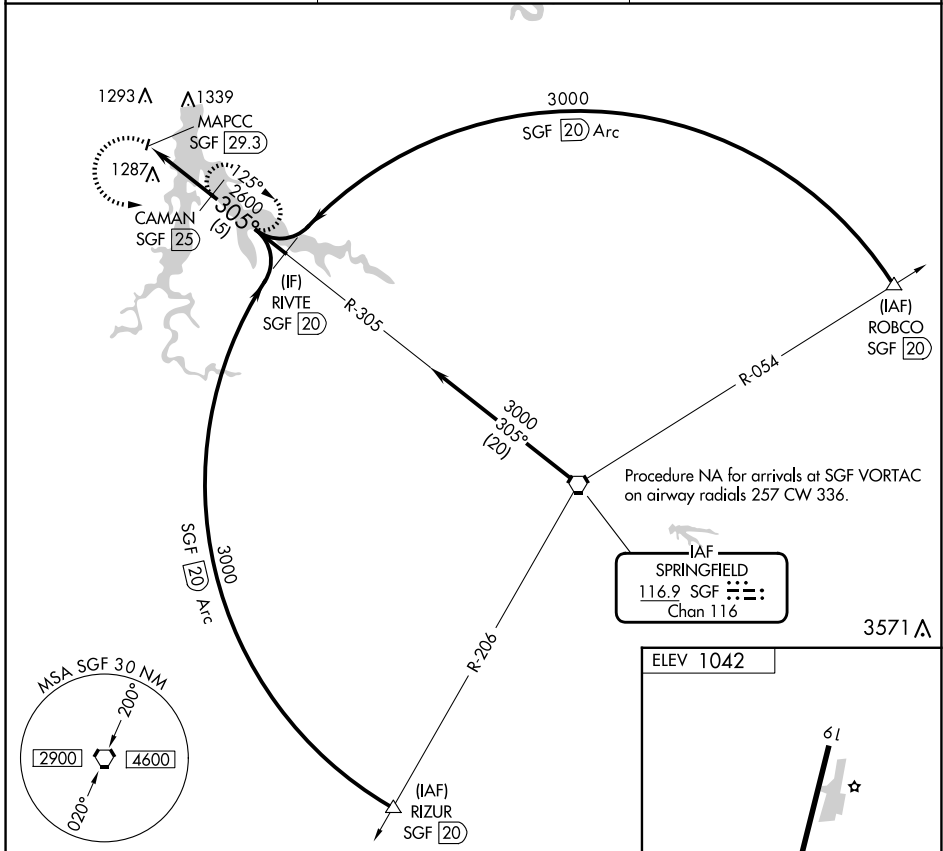 1293
1339
MAPCC
SGF 29.3
3000
SGF 20 Arc
1287
125°
2600
305°
(5)
CAMAN
SGF 25
(IF)
RIVTE
SGF 20
R-305
(IAF)
ROBCO
SGF 20
R-054
3000
305°
(20)
Procedure NA for arrivals at SGF VORTAC
on airway radials 257 CW 336.
IAF
SPRINGFIELD
116.9 SGF
Chan 116
3000
SGF 20 Arc
R-206
3571
ELEV 1042
19
MSA SGF 30 NM
200°
2900
4600
020°
(IAF)
RIZUR
SGF 20